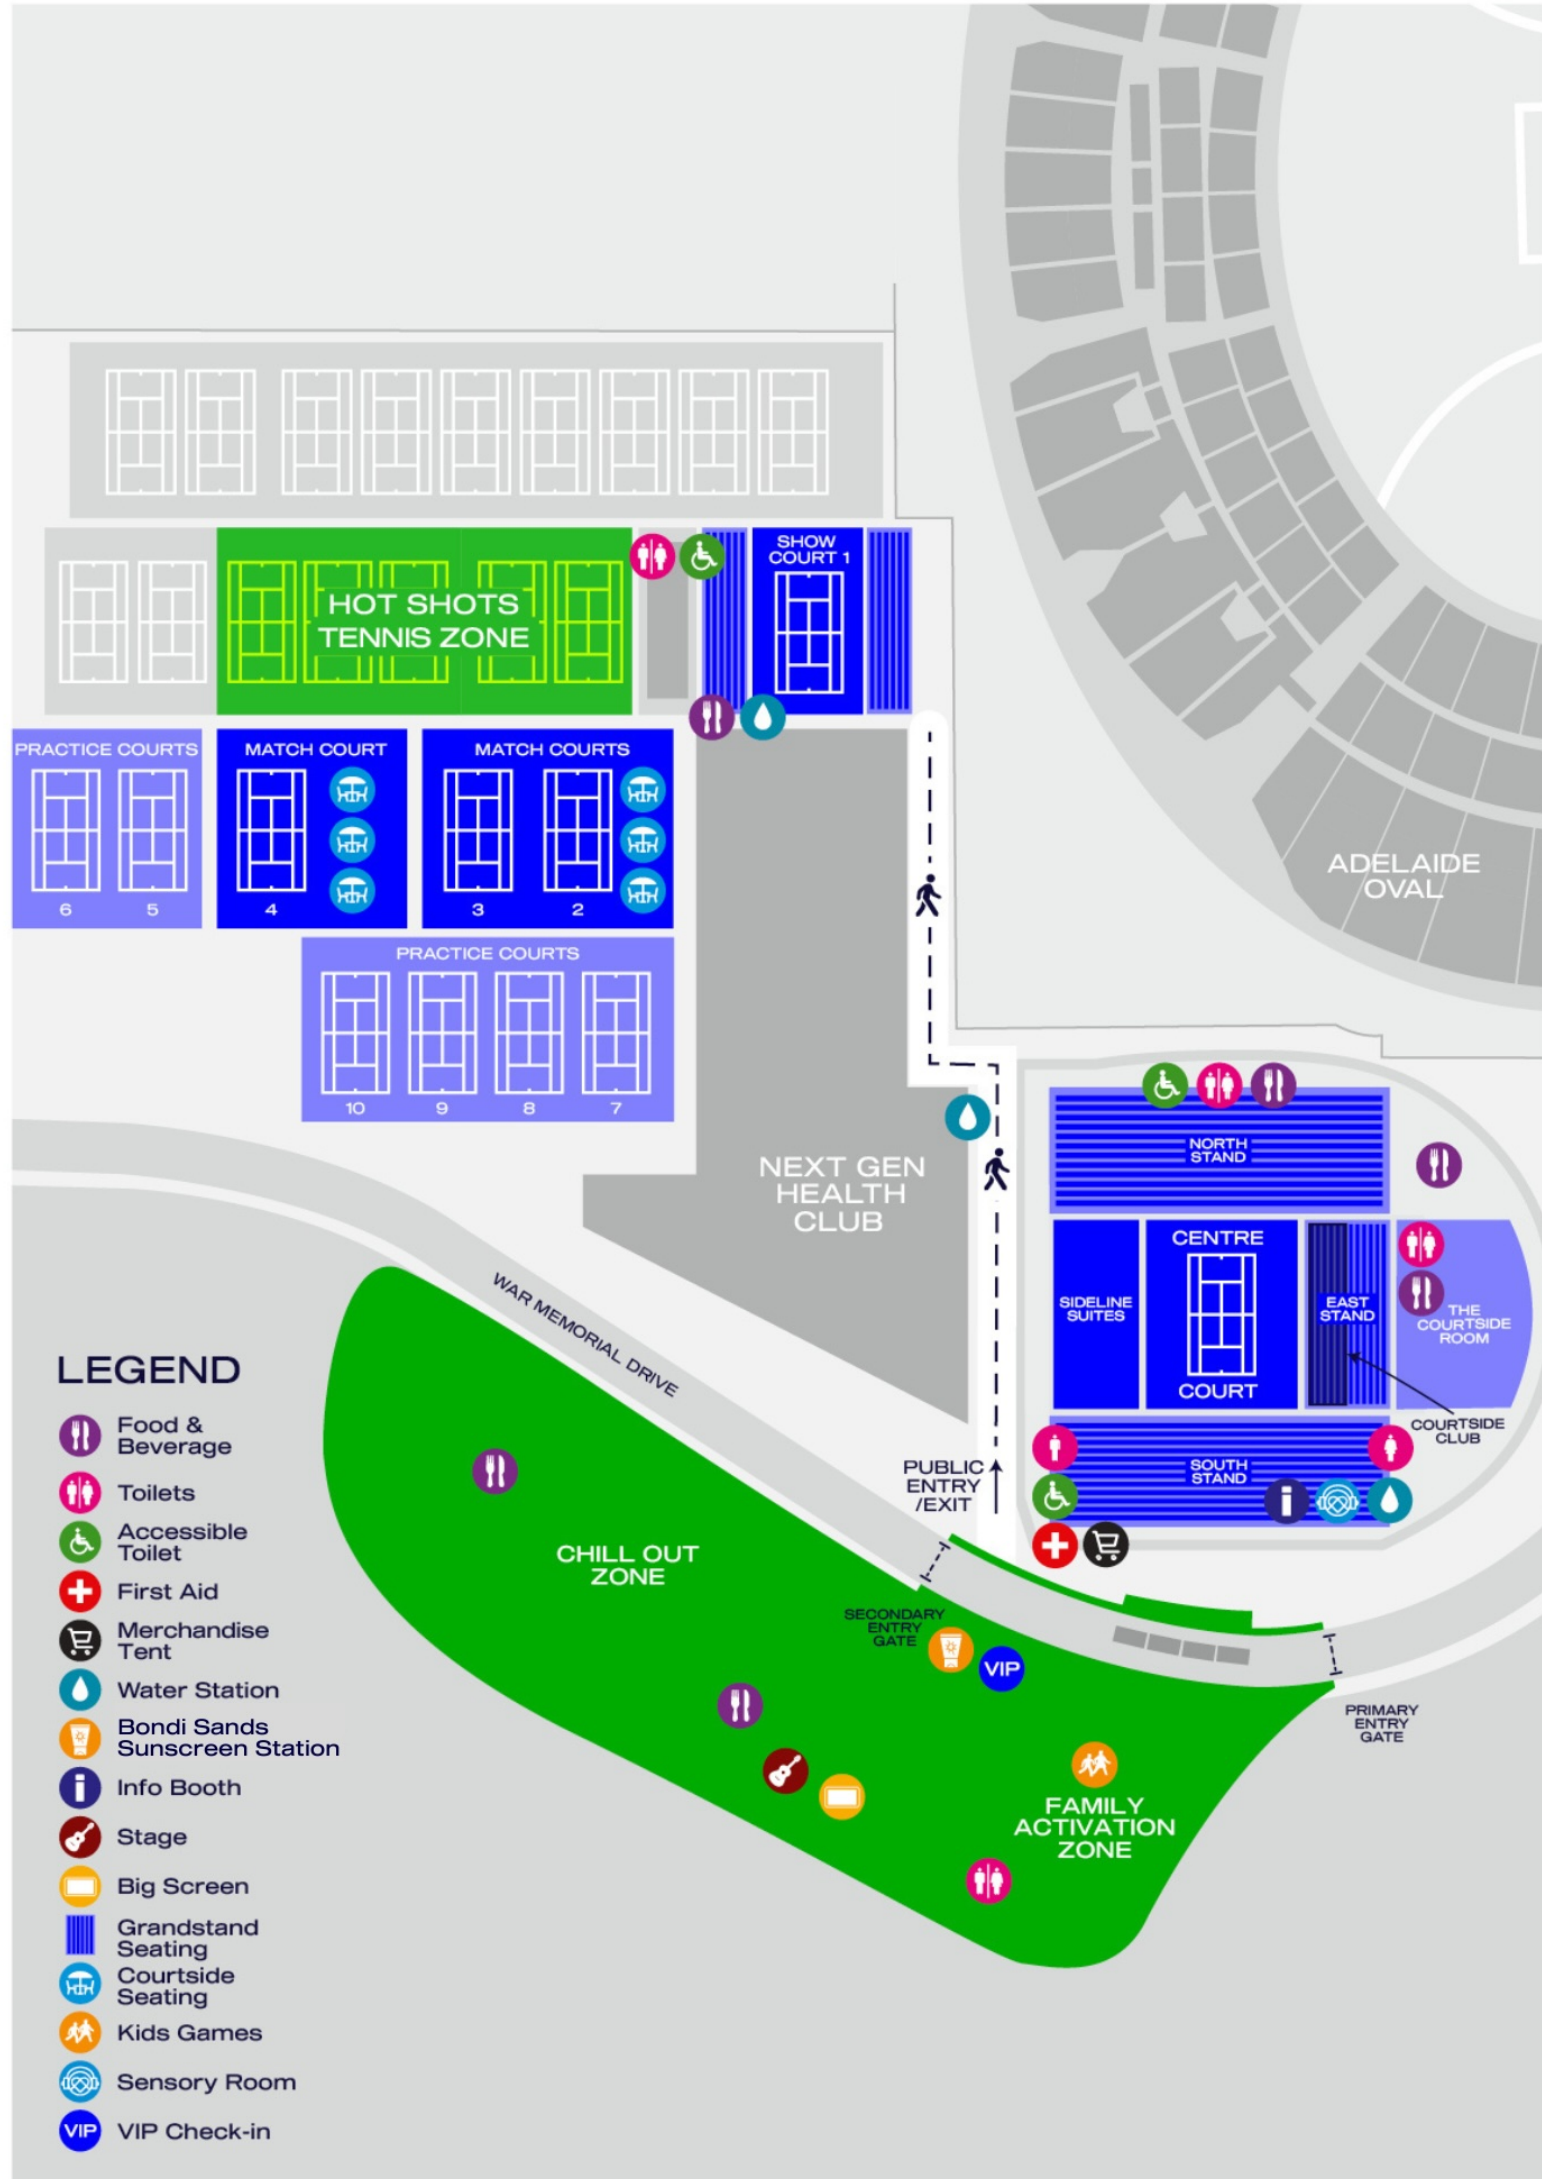 SHOW
COURT 1
HOT SHOTS
TENNIS ZONE
PRACTICE COURTS
6
5
MATCH COURT
4
MATCH COURTS
3
2
PRACTICE COURTS
10
9
8
7
ADELAIDE
OVAL
NEXT GEN
HEALTH
CLUB
NORTH
STAND
CENTRE
COURT
SIDELINE
SUITES
EAST
STAND
THE
COURTSIDE
ROOM
COURTSIDE
CLUB
SOUTH
STAND
WAR MEMORIAL DRIVE
PUBLIC
ENTRY
/EXIT
CHILL OUT
ZONE
SECONDARY
ENTRY
GATE
VIP
PRIMARY
ENTRY
GATE
FAMILY
ACTIVATION
ZONE
LEGEND
Food &
Beverage
Toilets
Accessible
Toilet
First Aid
Merchandise
Tent
Water Station
Bondi Sands
Sunscreen Station
Info Booth
Stage
Big Screen
Grandstand
Seating
Courtside
Seating
Kids Games
Sensory Room
VIP VIP Check-in